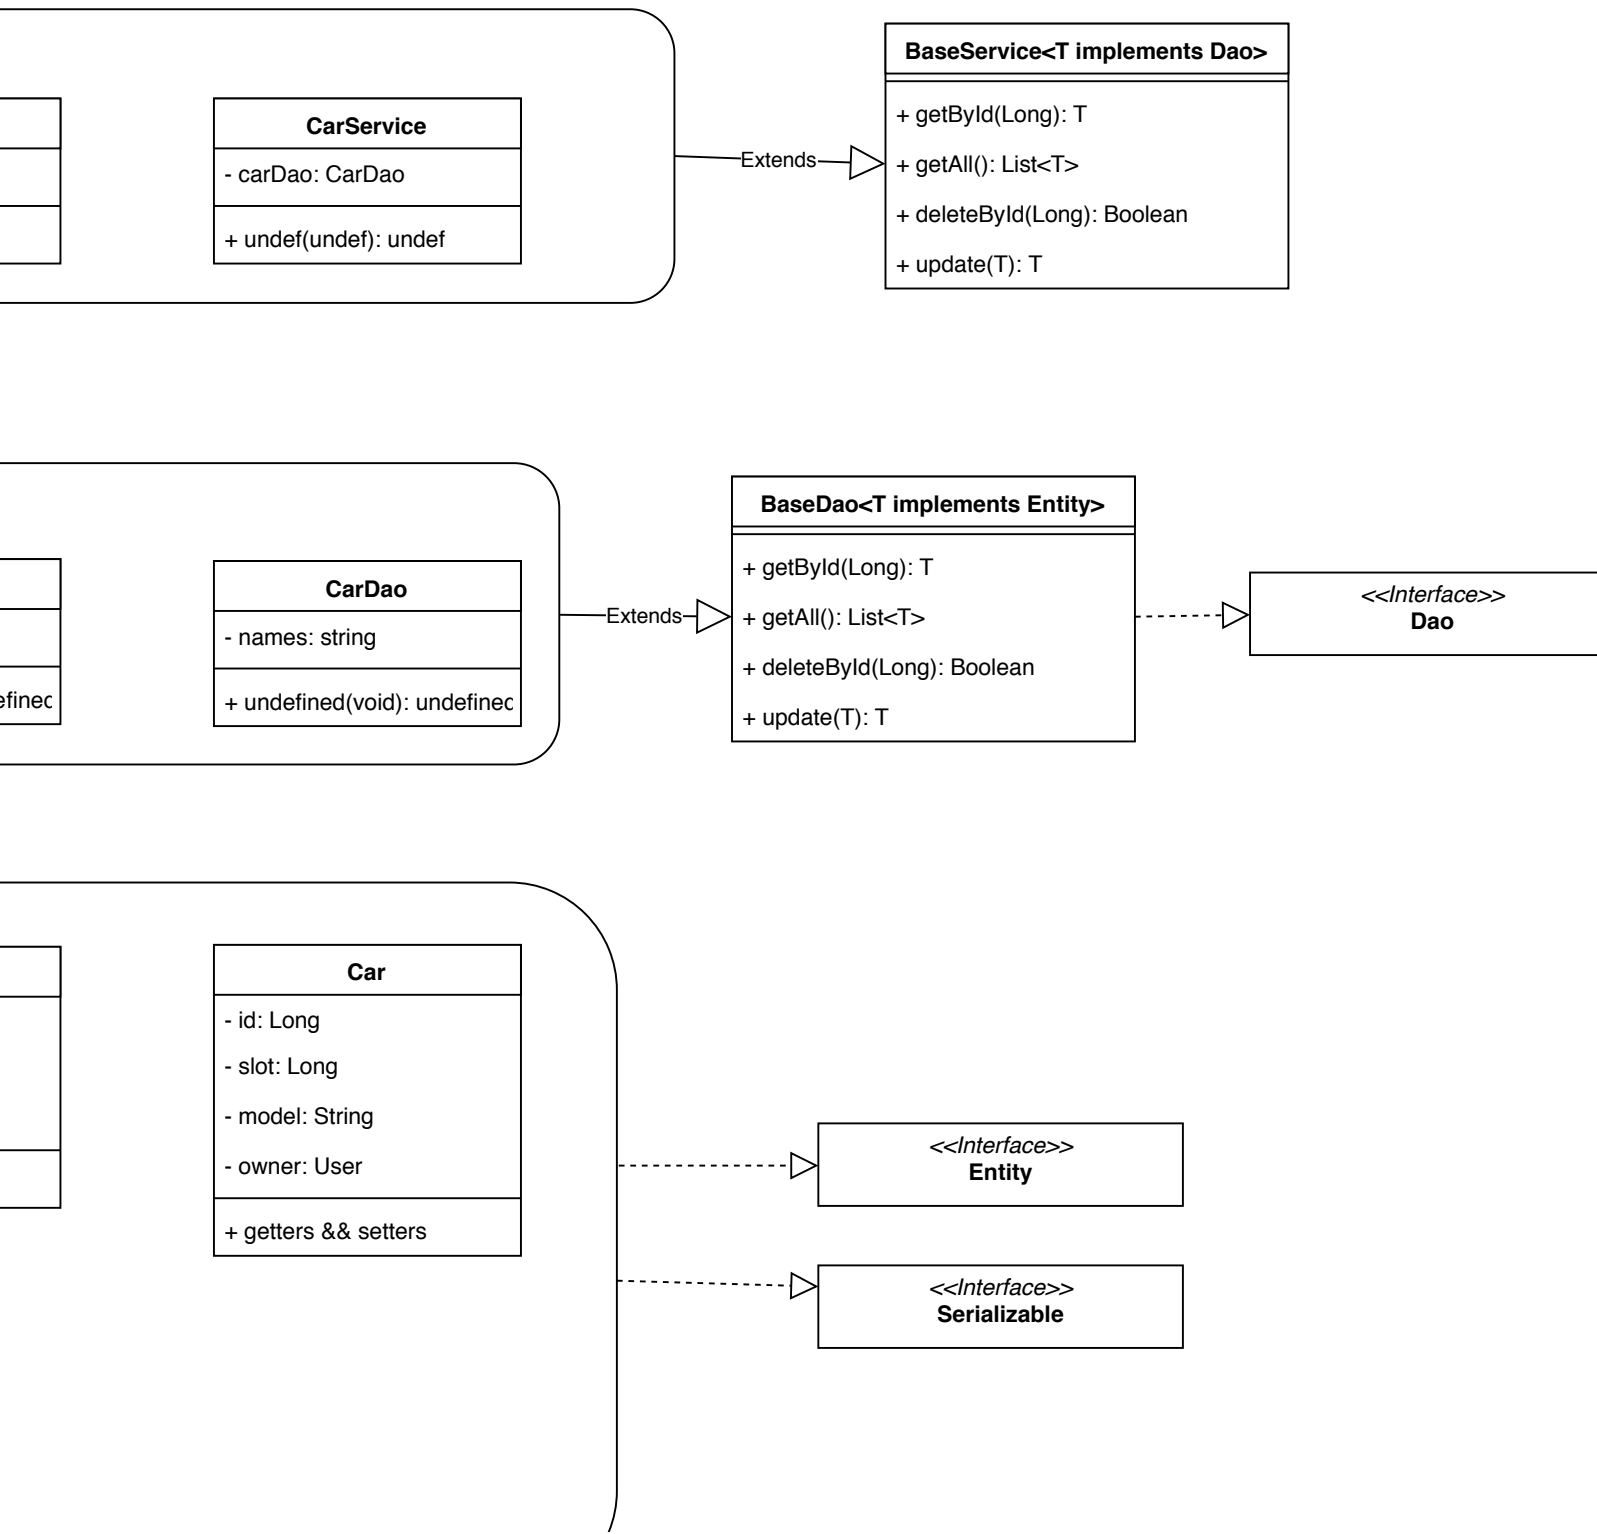 BaseService<T implements Dao>
+ getById(Long): T
+ getAll(): List<T>
+ deleteById(Long): Boolean
+ update(T): T
CarService
- carDao: CarDao
+ undef(undef): undef
Extends
BaseDao<T implements Entity>
+ getById(Long): T
+ getAll(): List<T>
+ deleteById(Long): Boolean
+ update(T): T
CarDao
- names: string
+ undefined(void): undefined
Extends
<<Interface>>
Dao
Car
- id: Long
- slot: Long
- model: String
- owner: User
+ getters && setters
<<Interface>>
Entity
<<Interface>>
Serializable